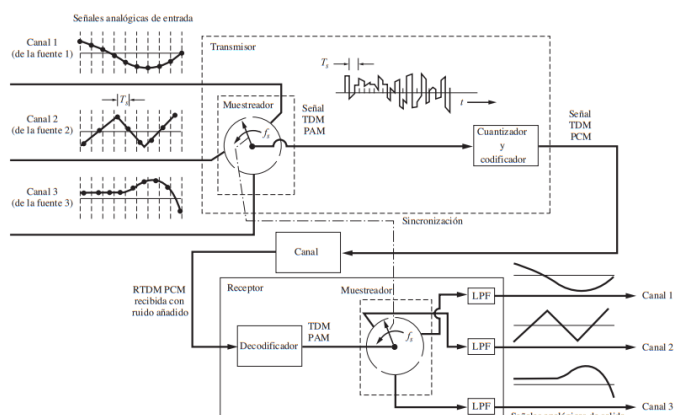 Señales analógicas de entrada
Canal 1
(de la fuente 1)
Transmisor
Tₛ
t
Canal 2
(de la fuente 2)
Tₛ
Muestreador
fₛ
Señal
TDM
PAM
Cuantizador
y
codificador
Señal
TDM
PCM
Canal 3
(de la fuente 3)
Sincronización
Canal
RTDM PCM
recibida con
ruido añadido
Receptor
Muestreador
Decodificador
TDM
PAM
fₛ
LPF
Canal 1
LPF
Canal 2
LPF
Canal 3